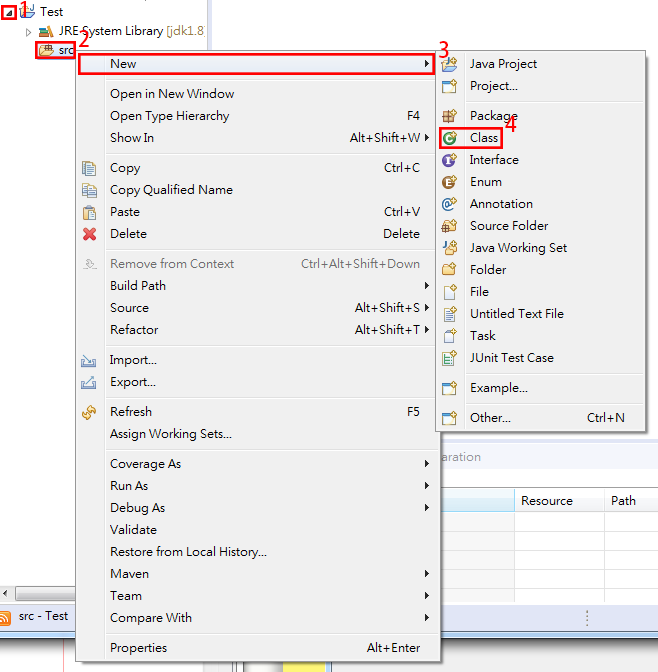 1
Test
JRE System Library [jdk1.8]
src
2
New
3
Open in New Window
Open Type Hierarchy F4
Show In Alt+Shift+W
Copy Ctrl+C
Copy Qualified Name
Paste Ctrl+V
Delete Delete
Remove from Context Ctrl+Alt+Shift+Down
Build Path
Source Alt+Shift+S
Refactor Alt+Shift+T
Import...
Export...
Refresh F5
Assign Working Sets...
Coverage As
Run As
Debug As
Validate
Restore from Local History...
Maven
Team
Compare With
Properties Alt+Enter
Java Project
Project...
Package
4
Class
Interface
Enum
Annotation
Source Folder
Java Working Set
Folder
File
Untitled Text File
Task
JUnit Test Case
Example...
Other... Ctrl+N
aration
Resource Path
src - Test